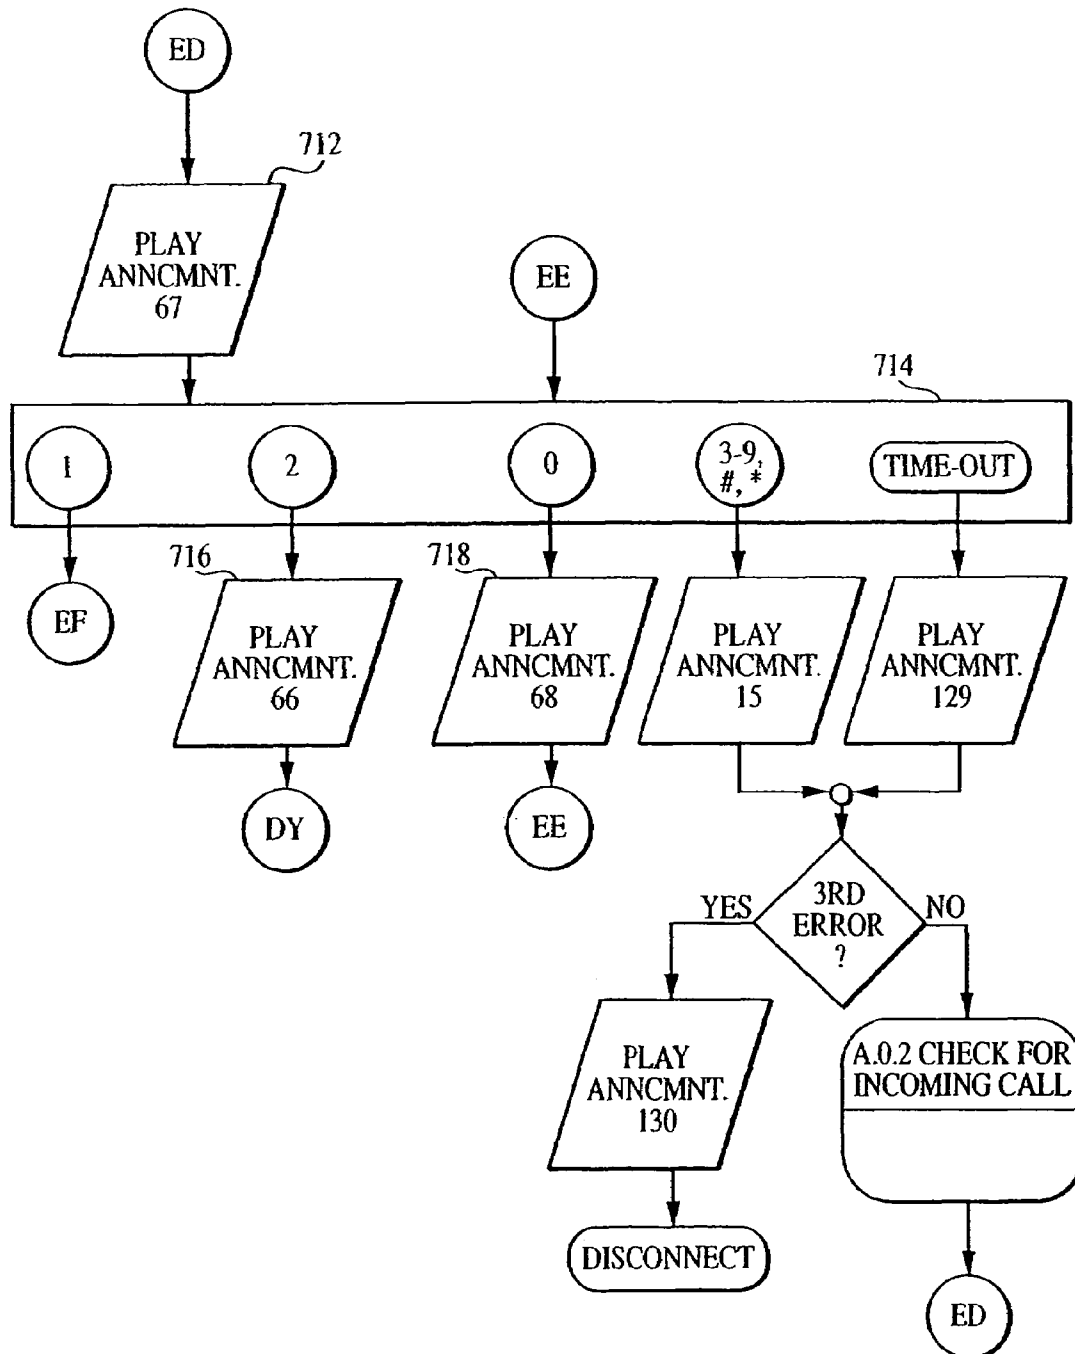 ED
712
PLAY
ANNCMNT.
67
EE
714
1
2
0
3-9,
#, *
TIME-OUT
EF
716
PLAY
ANNCMNT.
66
DY
718
PLAY
ANNCMNT.
68
EE
PLAY
ANNCMNT.
15
PLAY
ANNCMNT.
129
3RD
ERROR
?
YES
NO
PLAY
ANNCMNT.
130
DISCONNECT
A.0.2 CHECK FOR
INCOMING CALL
ED